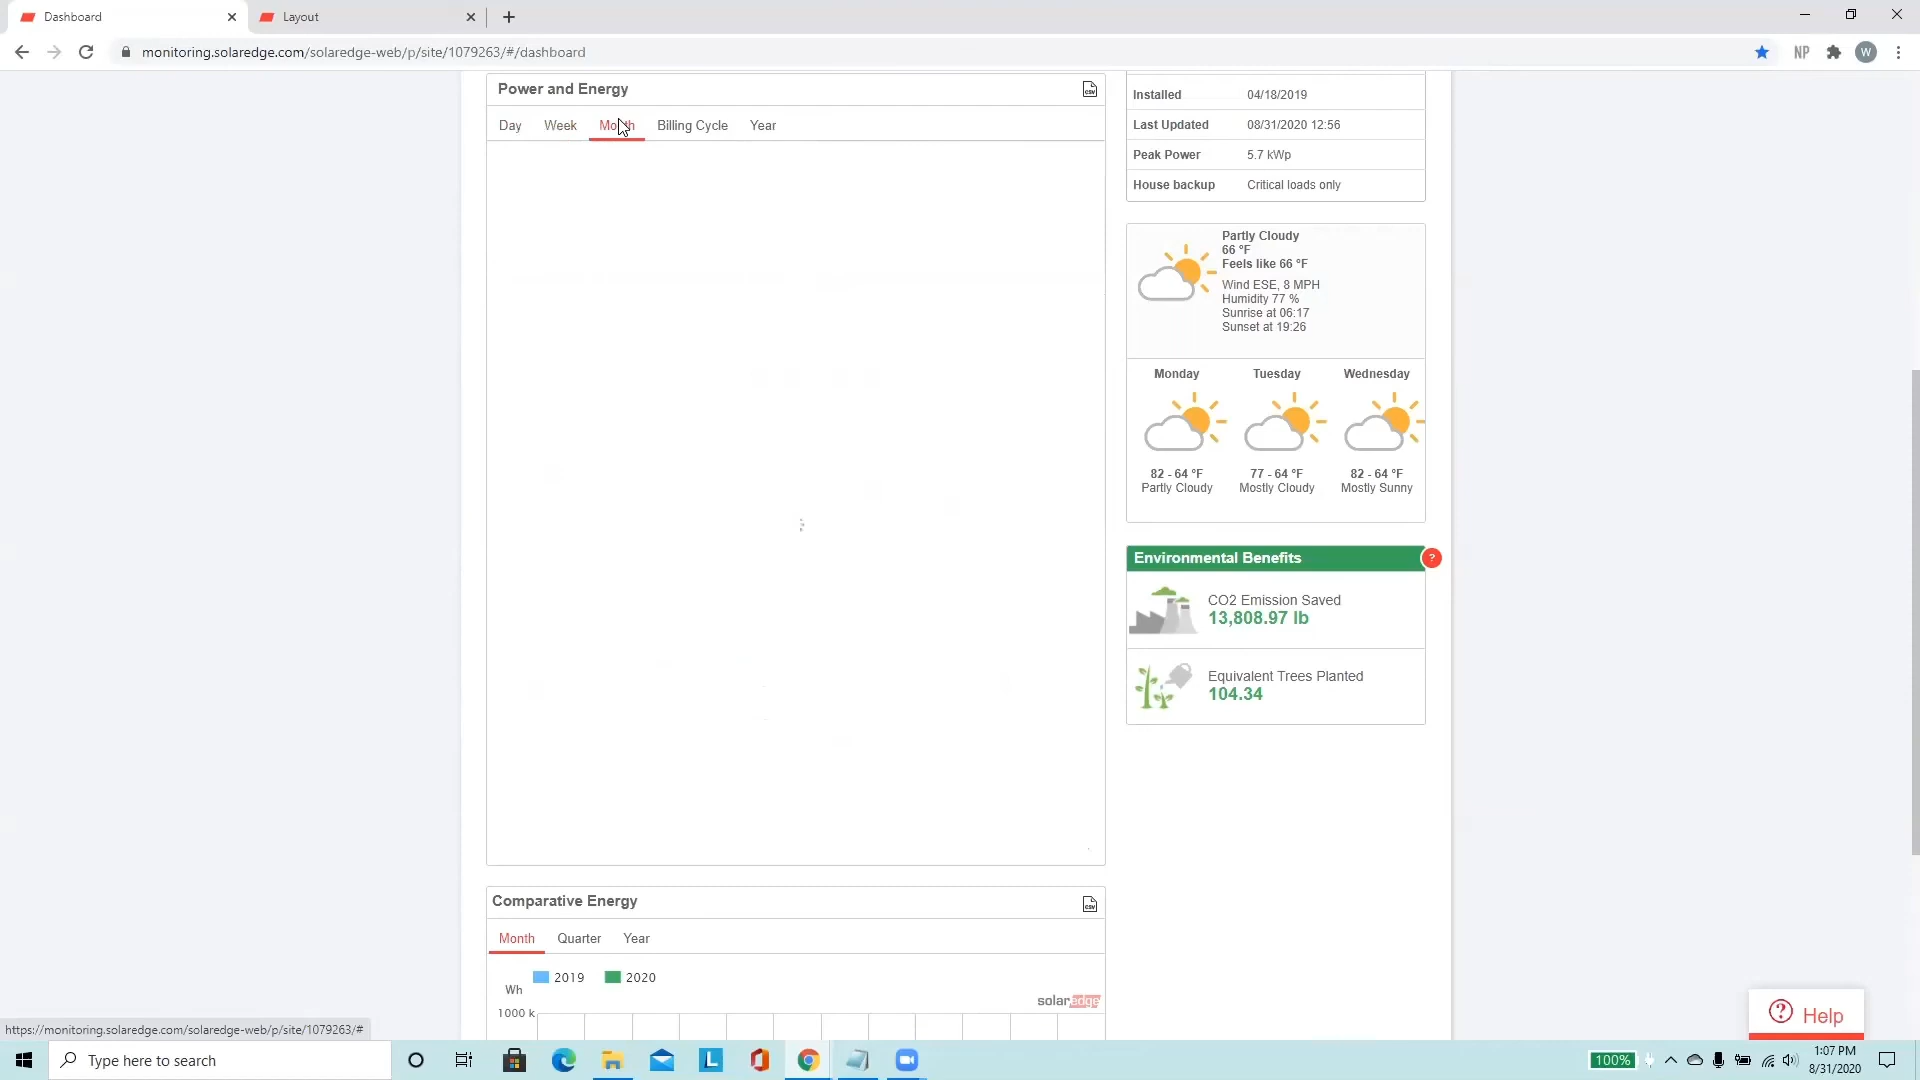 Dashboard
Layout
monitoring.solaredge.com/solaredge-web/p/site/1079263/#/dashboard
NP
W
Power and Energy
CSV
Day
Week
Month
Billing Cycle
Year
Installed 04/18/2019
Last Updated 08/31/2020 12:56
Peak Power 5.7 kWp
House backup Critical loads only
Partly Cloudy
66 °F
Feels like 66 °F
Wind ESE, 8 MPH
Humidity 77 %
Sunrise at 06:17
Sunset at 19:26
Monday Tuesday Wednesday
82 - 64 °F 77 - 64 °F 82 - 64 °F
Partly Cloudy Mostly Cloudy Mostly Sunny
Environmental Benefits
?
CO2 Emission Saved
13,808.97 lb
Equivalent Trees Planted
104.34
Comparative Energy
CSV
Month
Quarter
Year
2019 2020
Wh
solaredge
1000 k
? Help
https://monitoring.solaredge.com/solaredge-web/p/site/1079263/#
Type here to search
L
100%
1:07 PM
8/31/2020